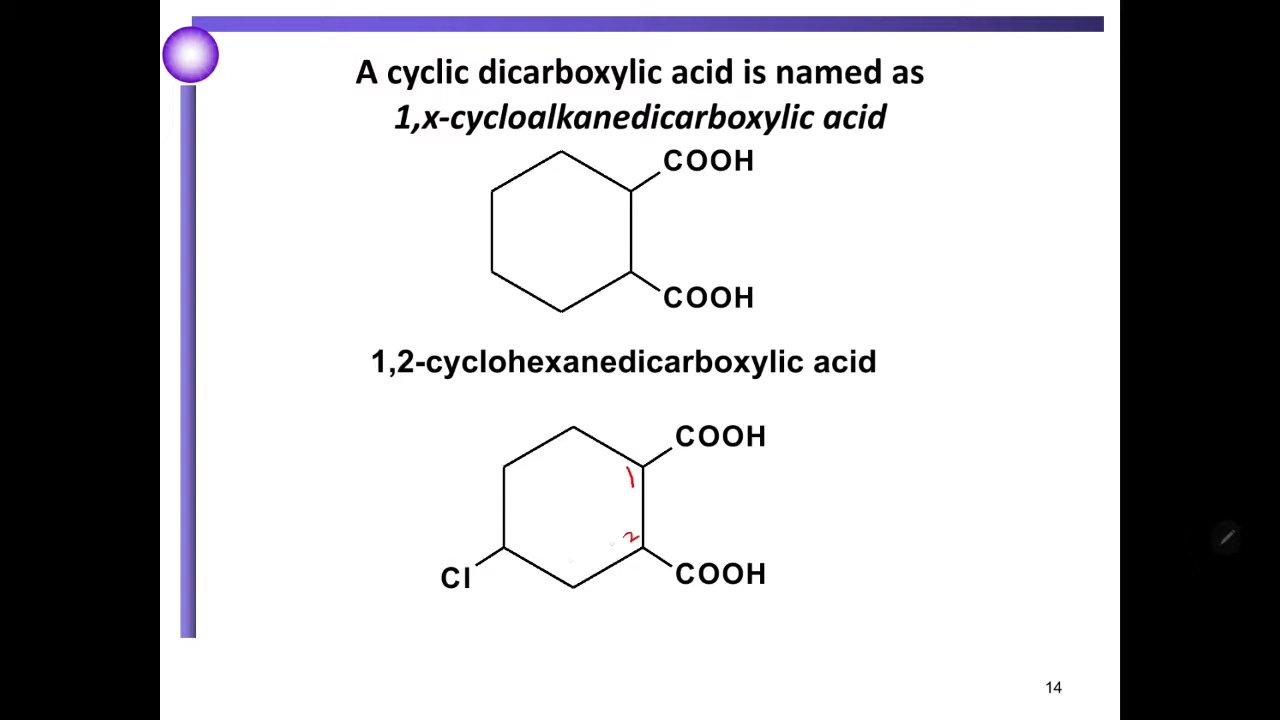 A cyclic dicarboxylic acid is named as
1,x-cycloalkanedicarboxylic acid
COOH
COOH
1,2-cyclohexanedicarboxylic acid
COOH
1
2
Cl
COOH
14